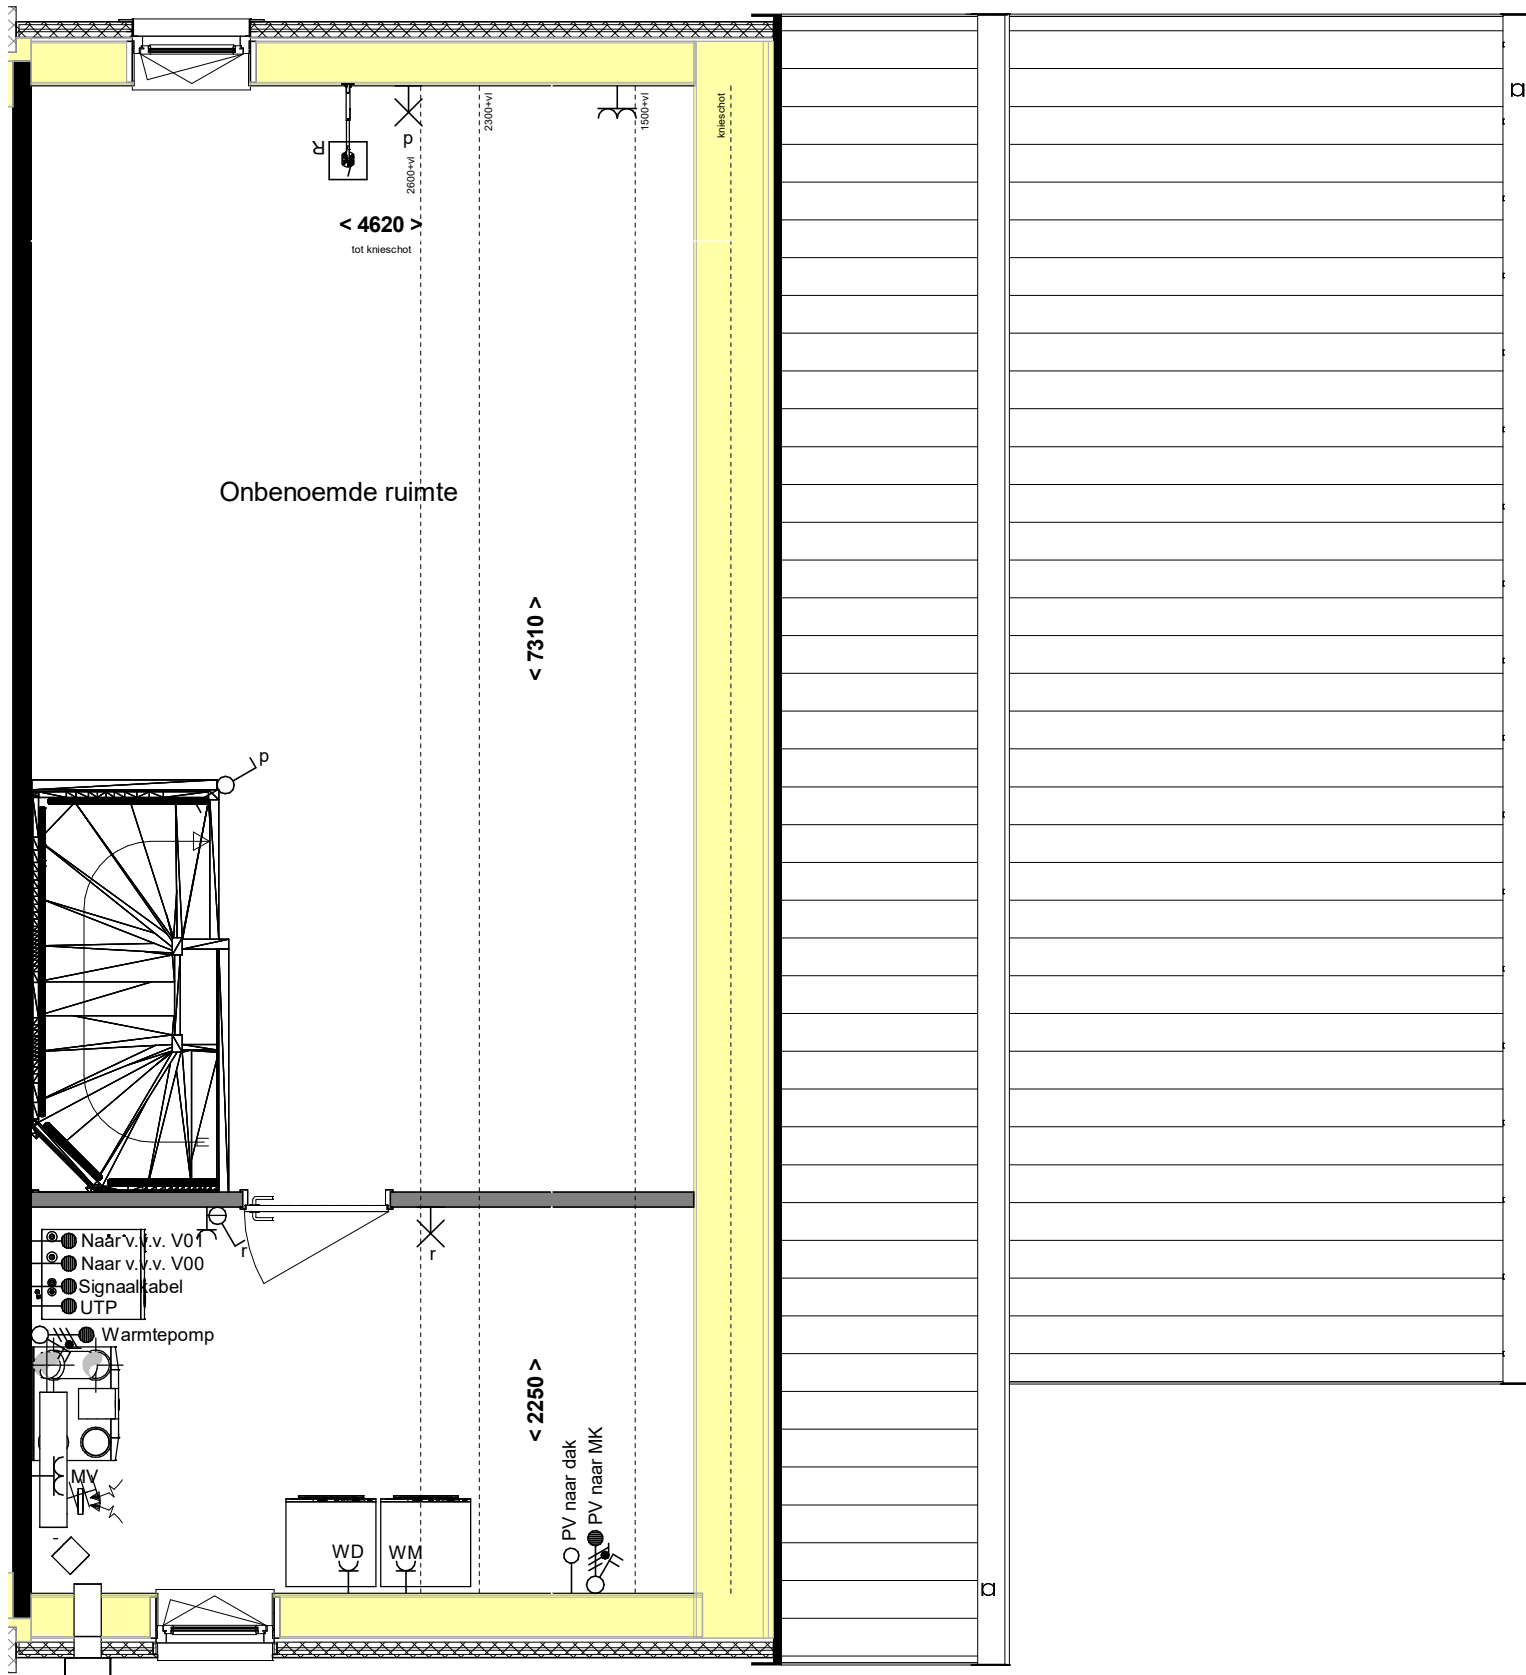 2300+vl
1500+vl
knieschot
p
R
2600+vl
< 4620 >
tot knieschot
Onbenoemde ruimte
< 7310 >
p
Naar v.v.v. V01
r
r
Naar v.v.v. V00
Signaalkabel
UTP
Warmtepomp
< 2250 >
PV naar dak
PV naar MK
MV
WD
WM